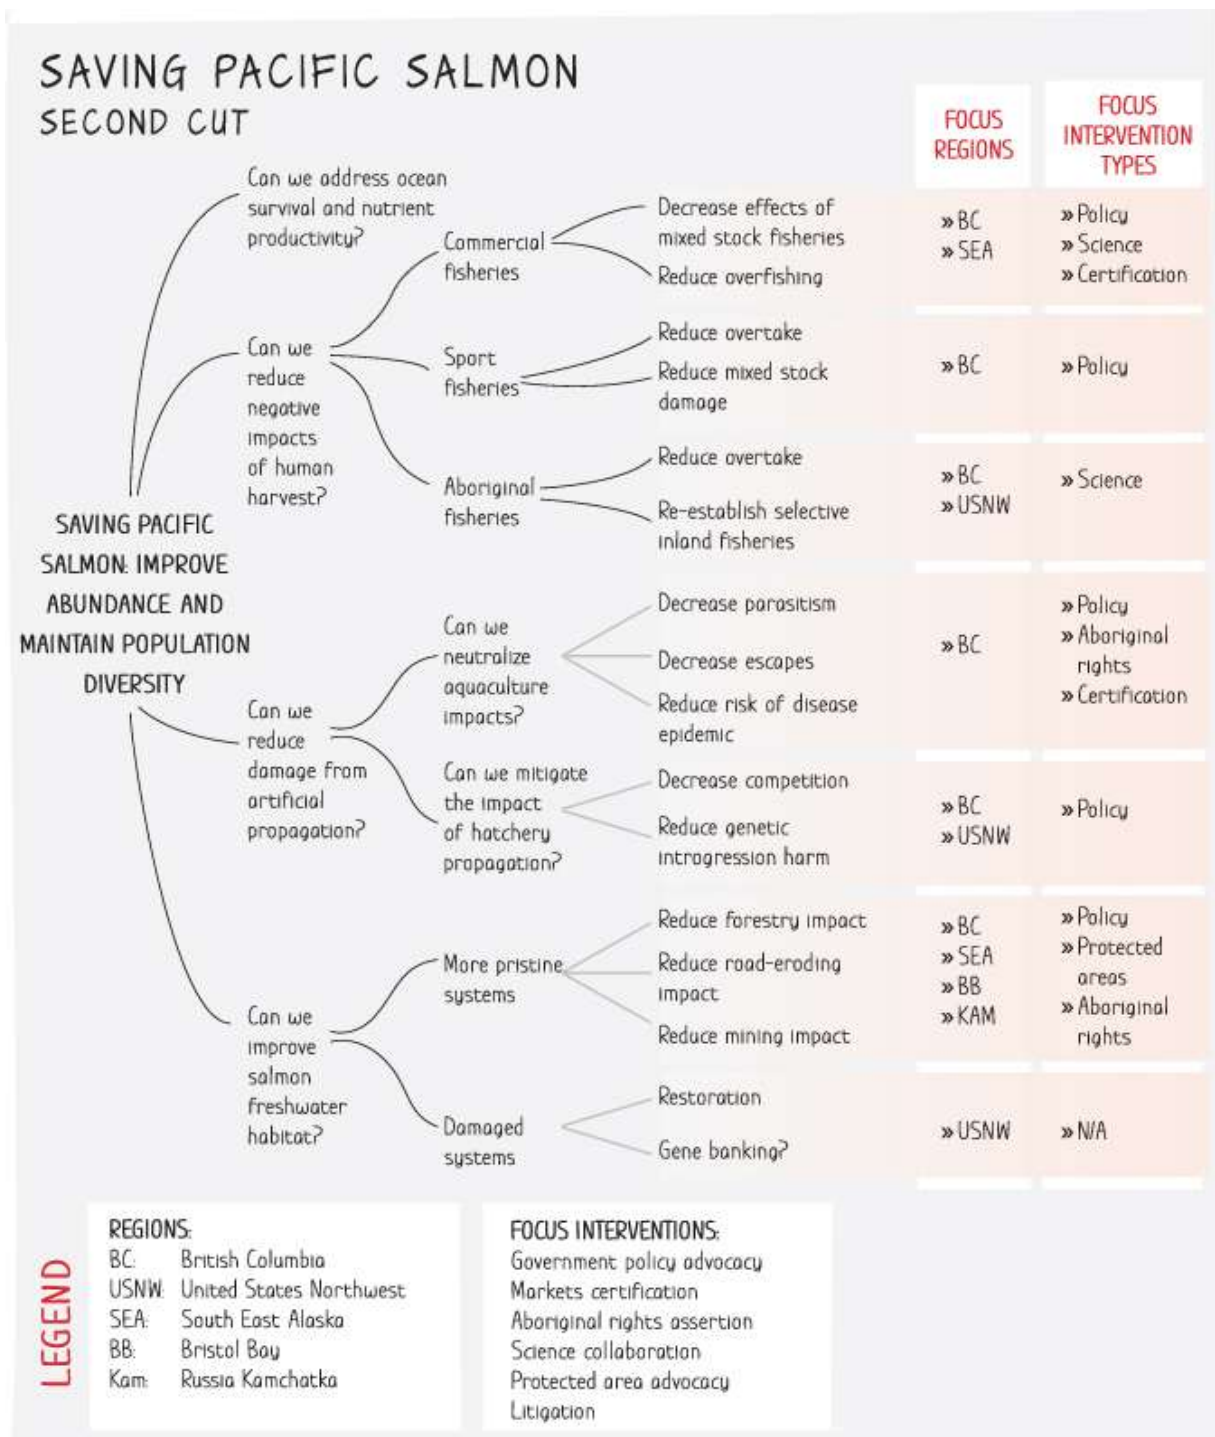 SAVING PACIFIC SALMON
SECOND CUT
FOCUS
REGIONS
FOCUS
INTERVENTION
TYPES
SAVING PACIFIC
SALMON: IMPROVE
ABUNDANCE AND
MAINTAIN POPULATION
DIVERSITY
Can we address ocean
survival and nutrient
productivity?
Can we
reduce
negative
impacts
of human
harvest?
Commercial
fisheries
Decrease effects of
mixed stock fisheries
Reduce overfishing
» BC
» SEA
» Policy
» Science
» Certification
Sport
fisheries
Reduce overtake
Reduce mixed stock
damage
» BC
» Policy
Aboriginal
fisheries
Reduce overtake
Re-establish selective
inland fisheries
» BC
» USNW
» Science
Can we
reduce
damage from
artificial
propagation?
Can we
neutralize
aquaculture
impacts?
Decrease parasitism
Decrease escapes
Reduce risk of disease
epidemic
» BC
» Policy
» Aboriginal
rights
» Certification
Can we mitigate
the impact
of hatchery
propagation?
Decrease competition
Reduce genetic
introgression harm
» BC
» USNW
» Policy
Can we
improve
salmon
freshwater
habitat?
More pristine
systems
Reduce forestry impact
Reduce road-eroding
impact
Reduce mining impact
» BC
» SEA
» BB
» KAM
» Policy
» Protected
areas
» Aboriginal
rights
Damaged
systems
Restoration
Gene banking?
» USNW
» N/A
LEGEND
REGIONS:
BC: British Columbia
USNW: United States Northwest
SEA: South East Alaska
BB: Bristol Bay
Kam: Russia Kamchatka
FOCUS INTERVENTIONS:
Government policy advocacy
Markets certification
Aboriginal rights assertion
Science collaboration
Protected area advocacy
Litigation